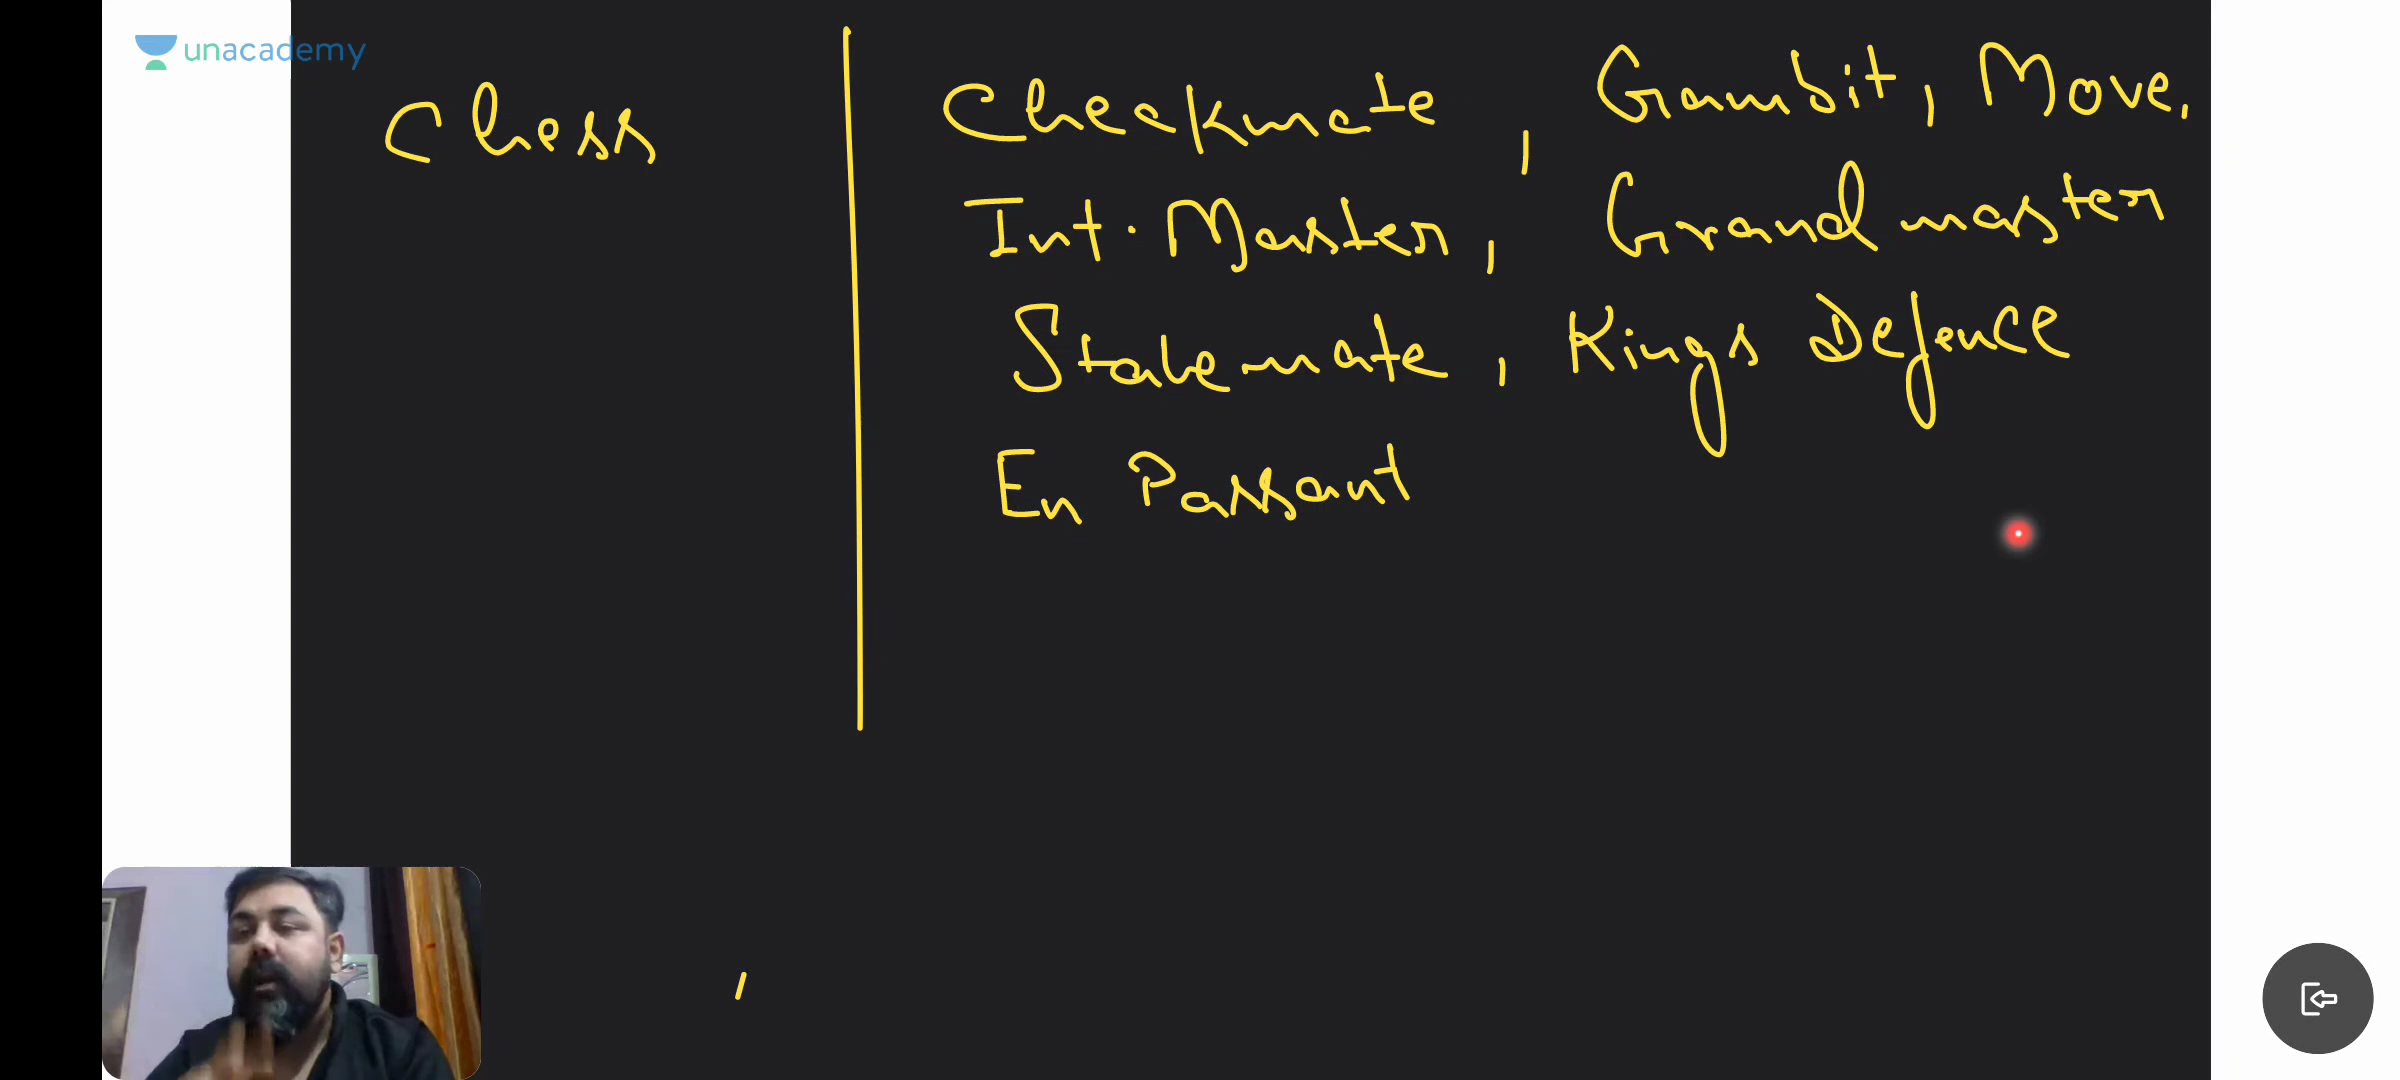 unacademy
Chess
Checkmate, Gambit, Move,
Int. Master, Grandmaster
Stalemate, Kings Defence
En Passant